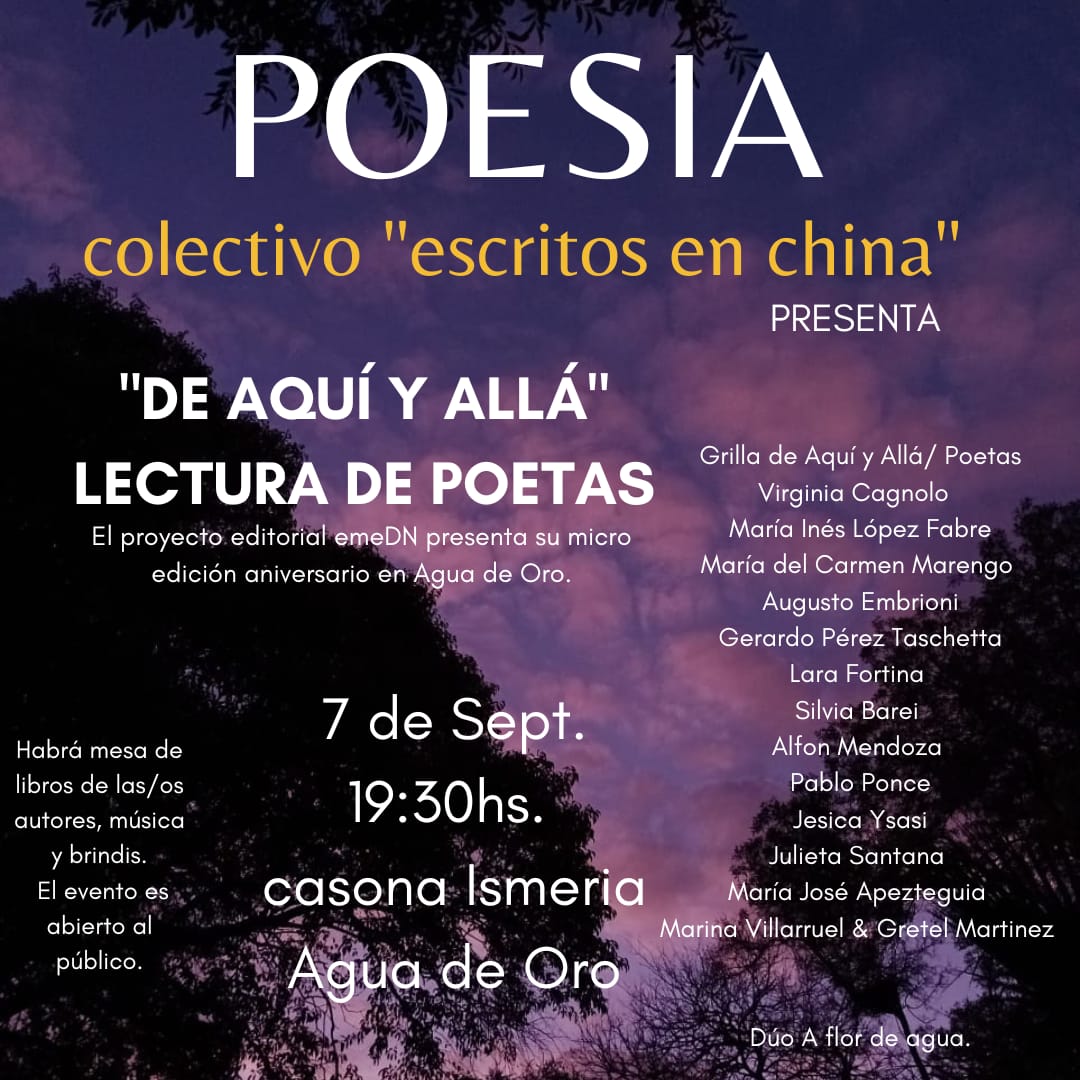 POESIA
colectivo "escritos en china"
PRESENTA
"DE AQUÍ Y ALLÁ"
LECTURA DE POETAS
El proyecto editorial emeDN presenta su micro
edición aniversario en Agua de Oro.
Grilla de Aquí y Allá/ Poetas
Virginia Cagnolo
María Inés López Fabre
María del Carmen Marengo
Augusto Embrioni
Gerardo Pérez Taschetta
Lara Fortina
Silvia Barei
Alfon Mendoza
Pablo Ponce
Jesica Ysasi
Julieta Santana
María José Apezteguia
Marina Villarruel & Gretel Martinez
Dúo A flor de agua.
7 de Sept.
19:30hs.
casona Ismeria
Agua de Oro
Habrá mesa de
libros de las/os
autores, música
y brindis.
El evento es
abierto al
público.